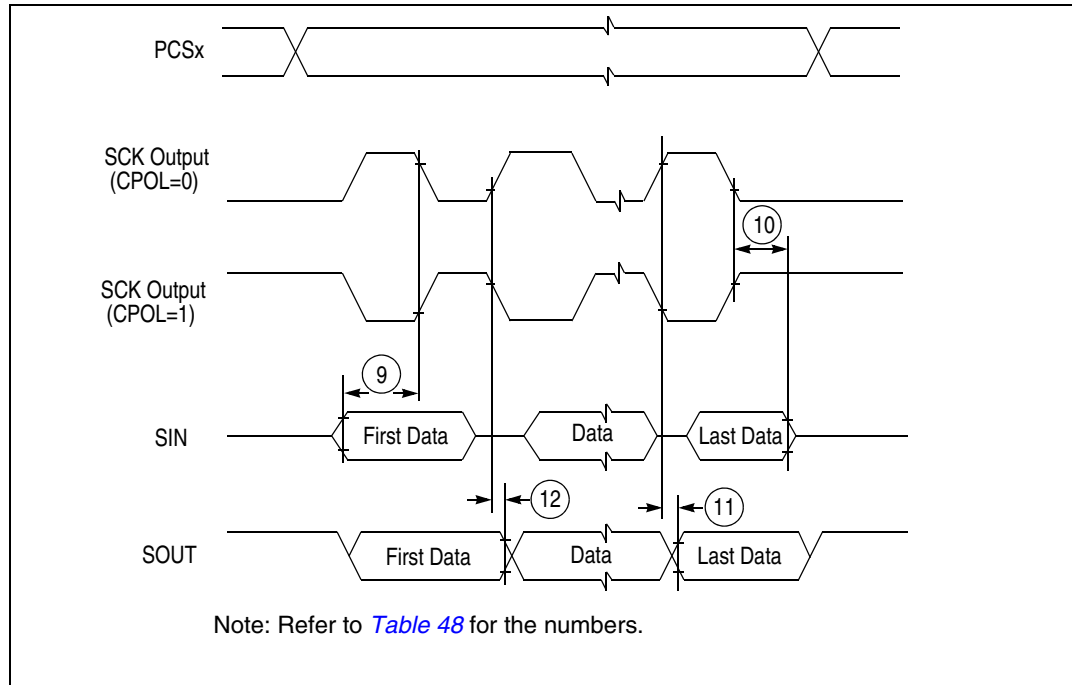 PCSx
SCK Output
(CPOL=0)
10
SCK Output
(CPOL=1)
9
SIN
First Data
Data
Last Data
12
11
SOUT
First Data
Data
Last Data
Note: Refer to Table 48 for the numbers.